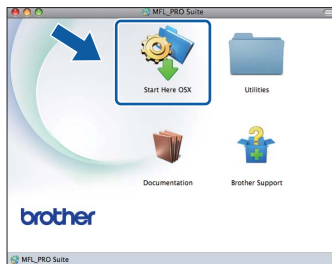 MFL_PRO Suite
Start Here OSX
Utilities
Documentation
Brother Support
brother
MFL_PRO Suite